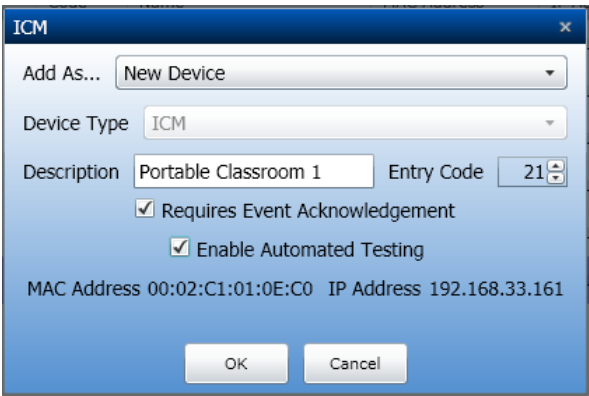 ICM ×
Add As... New Device
Device Type ICM
Description Portable Classroom 1 Entry Code 21
Requires Event Acknowledgement
Enable Automated Testing
MAC Address 00:02:C1:01:0E:C0 IP Address 192.168.33.161
OK Cancel